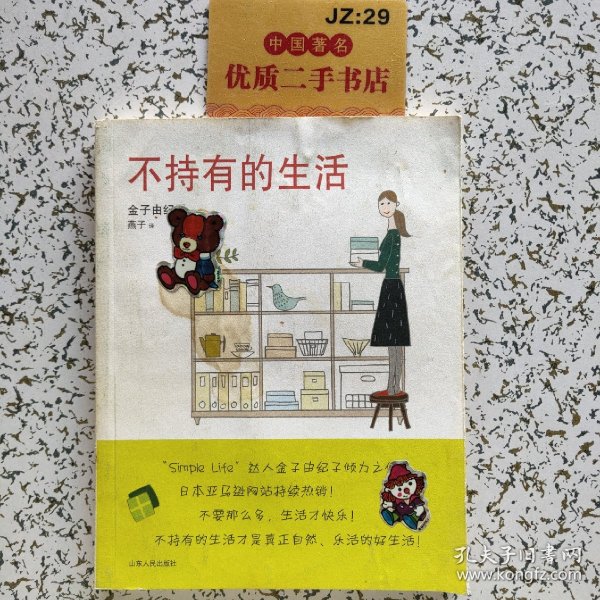 JZ:29
中国著名
优质二手书店
不持有的生活
金子由纪
燕子 译
“Simple Life”达人金子由纪子倾力之
日本亚马逊网站持续热销!
不要那么多,生活才快乐!
不持有的生活才是真正自然、乐活的好生活!
山东人民出版社
孔夫子旧书网
www.kongfz.com